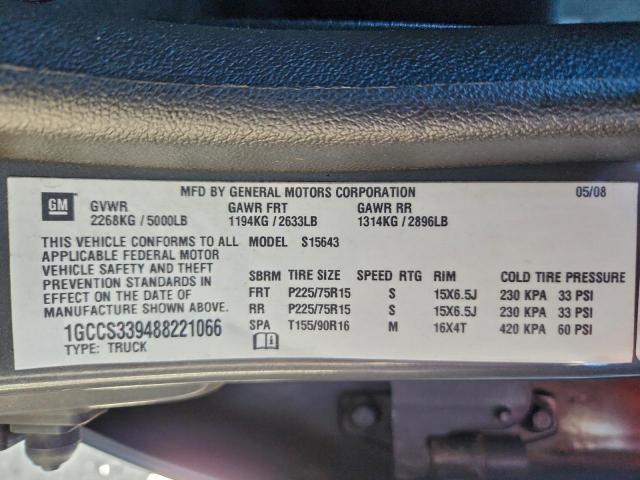 MFD BY GENERAL MOTORS CORPORATION 05/08
GM GVWR GAWR FRT GAWR RR
2268KG / 5000LB 1194KG / 2633LB 1314KG / 2896LB
THIS VEHICLE CONFORMS TO ALL MODEL S15643
APPLICABLE FEDERAL MOTOR
VEHICLE SAFETY AND THEFT
PREVENTION STANDARDS IN
EFFECT ON THE DATE OF
MANUFACTURE SHOWN ABOVE.
1GCCS339488221066
TYPE: TRUCK
SBRM TIRE SIZE SPEED RTG RIM COLD TIRE PRESSURE
FRT P225/75R15 S 15X6.5J 230 KPA 33 PSI
RR P225/75R15 S 15X6.5J 230 KPA 33 PSI
SPA T155/90R16 M 16X4T 420 KPA 60 PSI